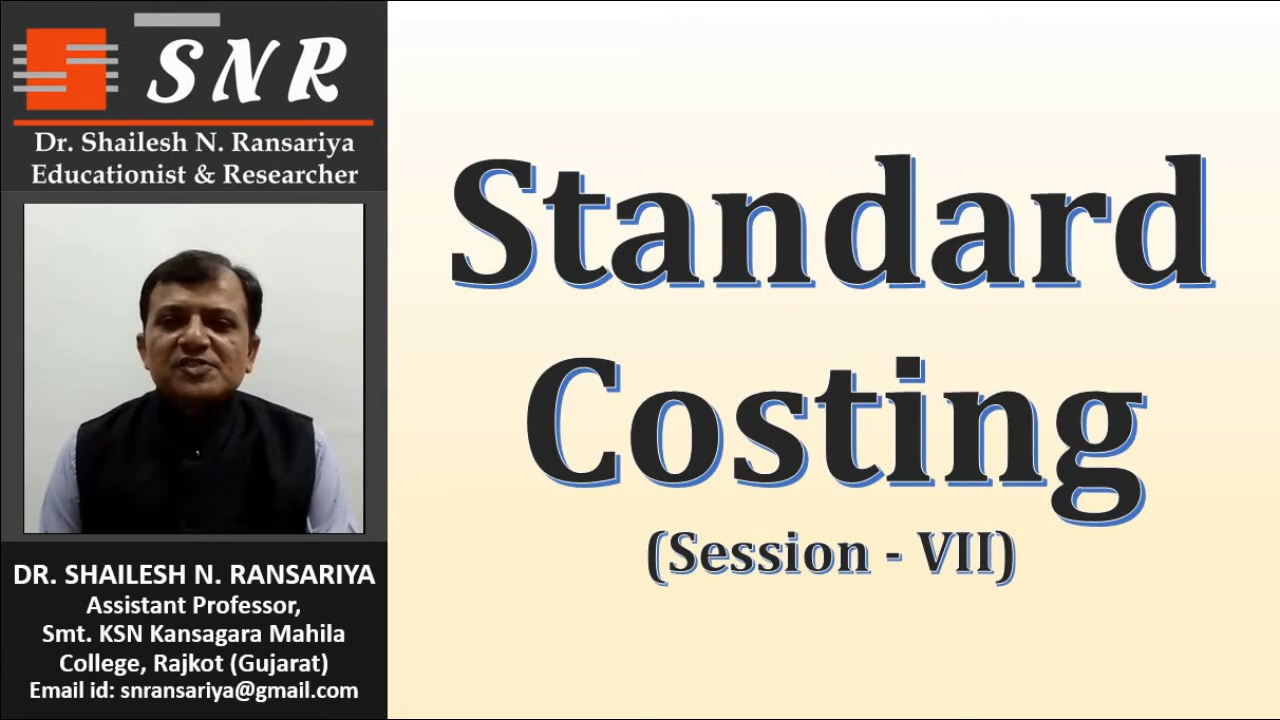 SNR
Dr. Shailesh N. Ransariya
Educationist & Researcher
DR. SHAILESH N. RANSARIYA
Assistant Professor,
Smt. KSN Kansagara Mahila
College, Rajkot (Gujarat)
Email id: snransariya@gmail.com
Standard
Costing
(Session - VII)